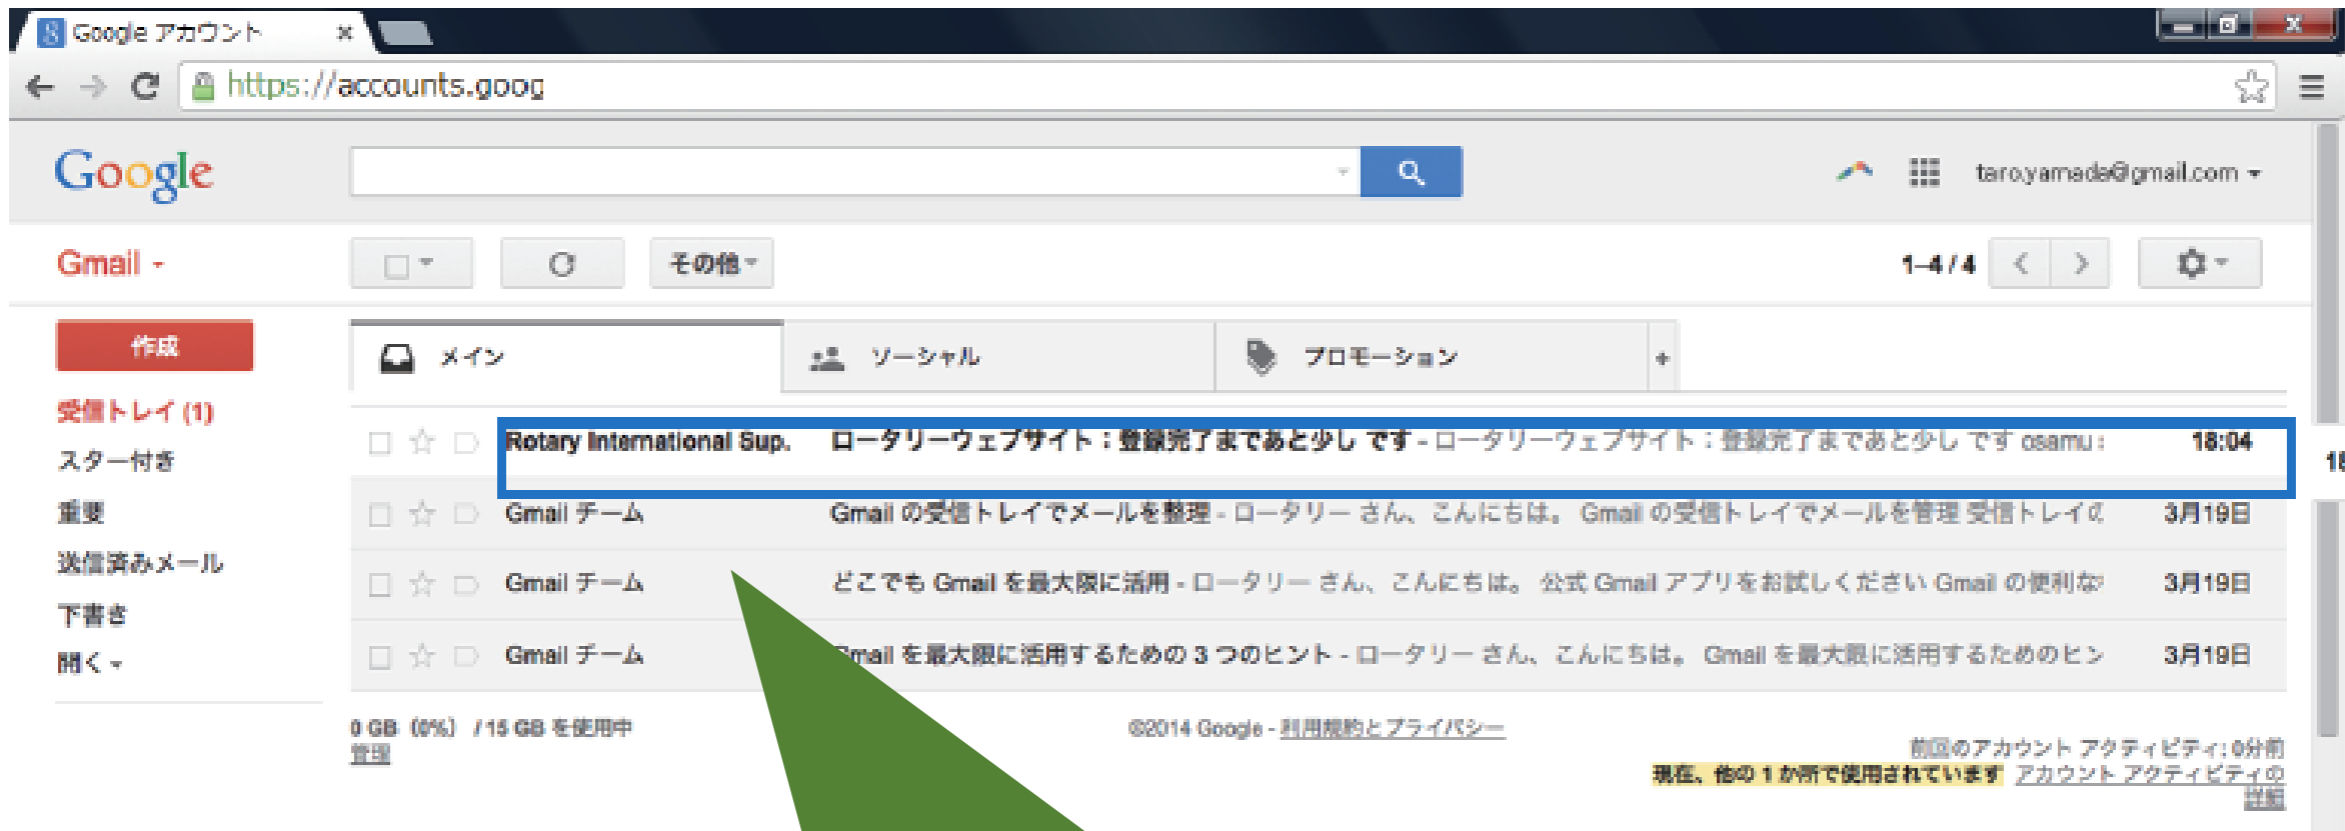 Google アカウント
https://accounts.goog
Google
taro.yamada@gmail.com
Gmail
その他
1–4 / 4
作成
メイン
ソーシャル
プロモーション
受信トレイ (1)
スター付き
重要
送信済みメール
下書き
開く
Rotary International Sup. ロータリーウェブサイト：登録完了まであと少し です - ロータリーウェブサイト：登録完了まであと少し です osamu 18:04
Gmail チーム Gmail の受信トレイでメールを整理 - ロータリー さん、こんにちは。 Gmail の受信トレイでメールを管理 受信トレイの 3月19日
Gmail チーム どこでも Gmail を最大限に活用 - ロータリー さん、こんにちは。 公式 Gmail アプリをお試しください Gmail の便利な 3月19日
Gmail チーム Gmail を最大限に活用するための 3 つのヒント - ロータリー さん、こんにちは。 Gmail を最大限に活用するためのヒン 3月19日
0 GB（0%）/ 15 GB を使用中
管理
©2014 Google - 利用規約とプライバシー
前回のアカウント アクティビティ: 0分前
現在、他の 1 か所で使用されています アカウント アクティビティの
詳細